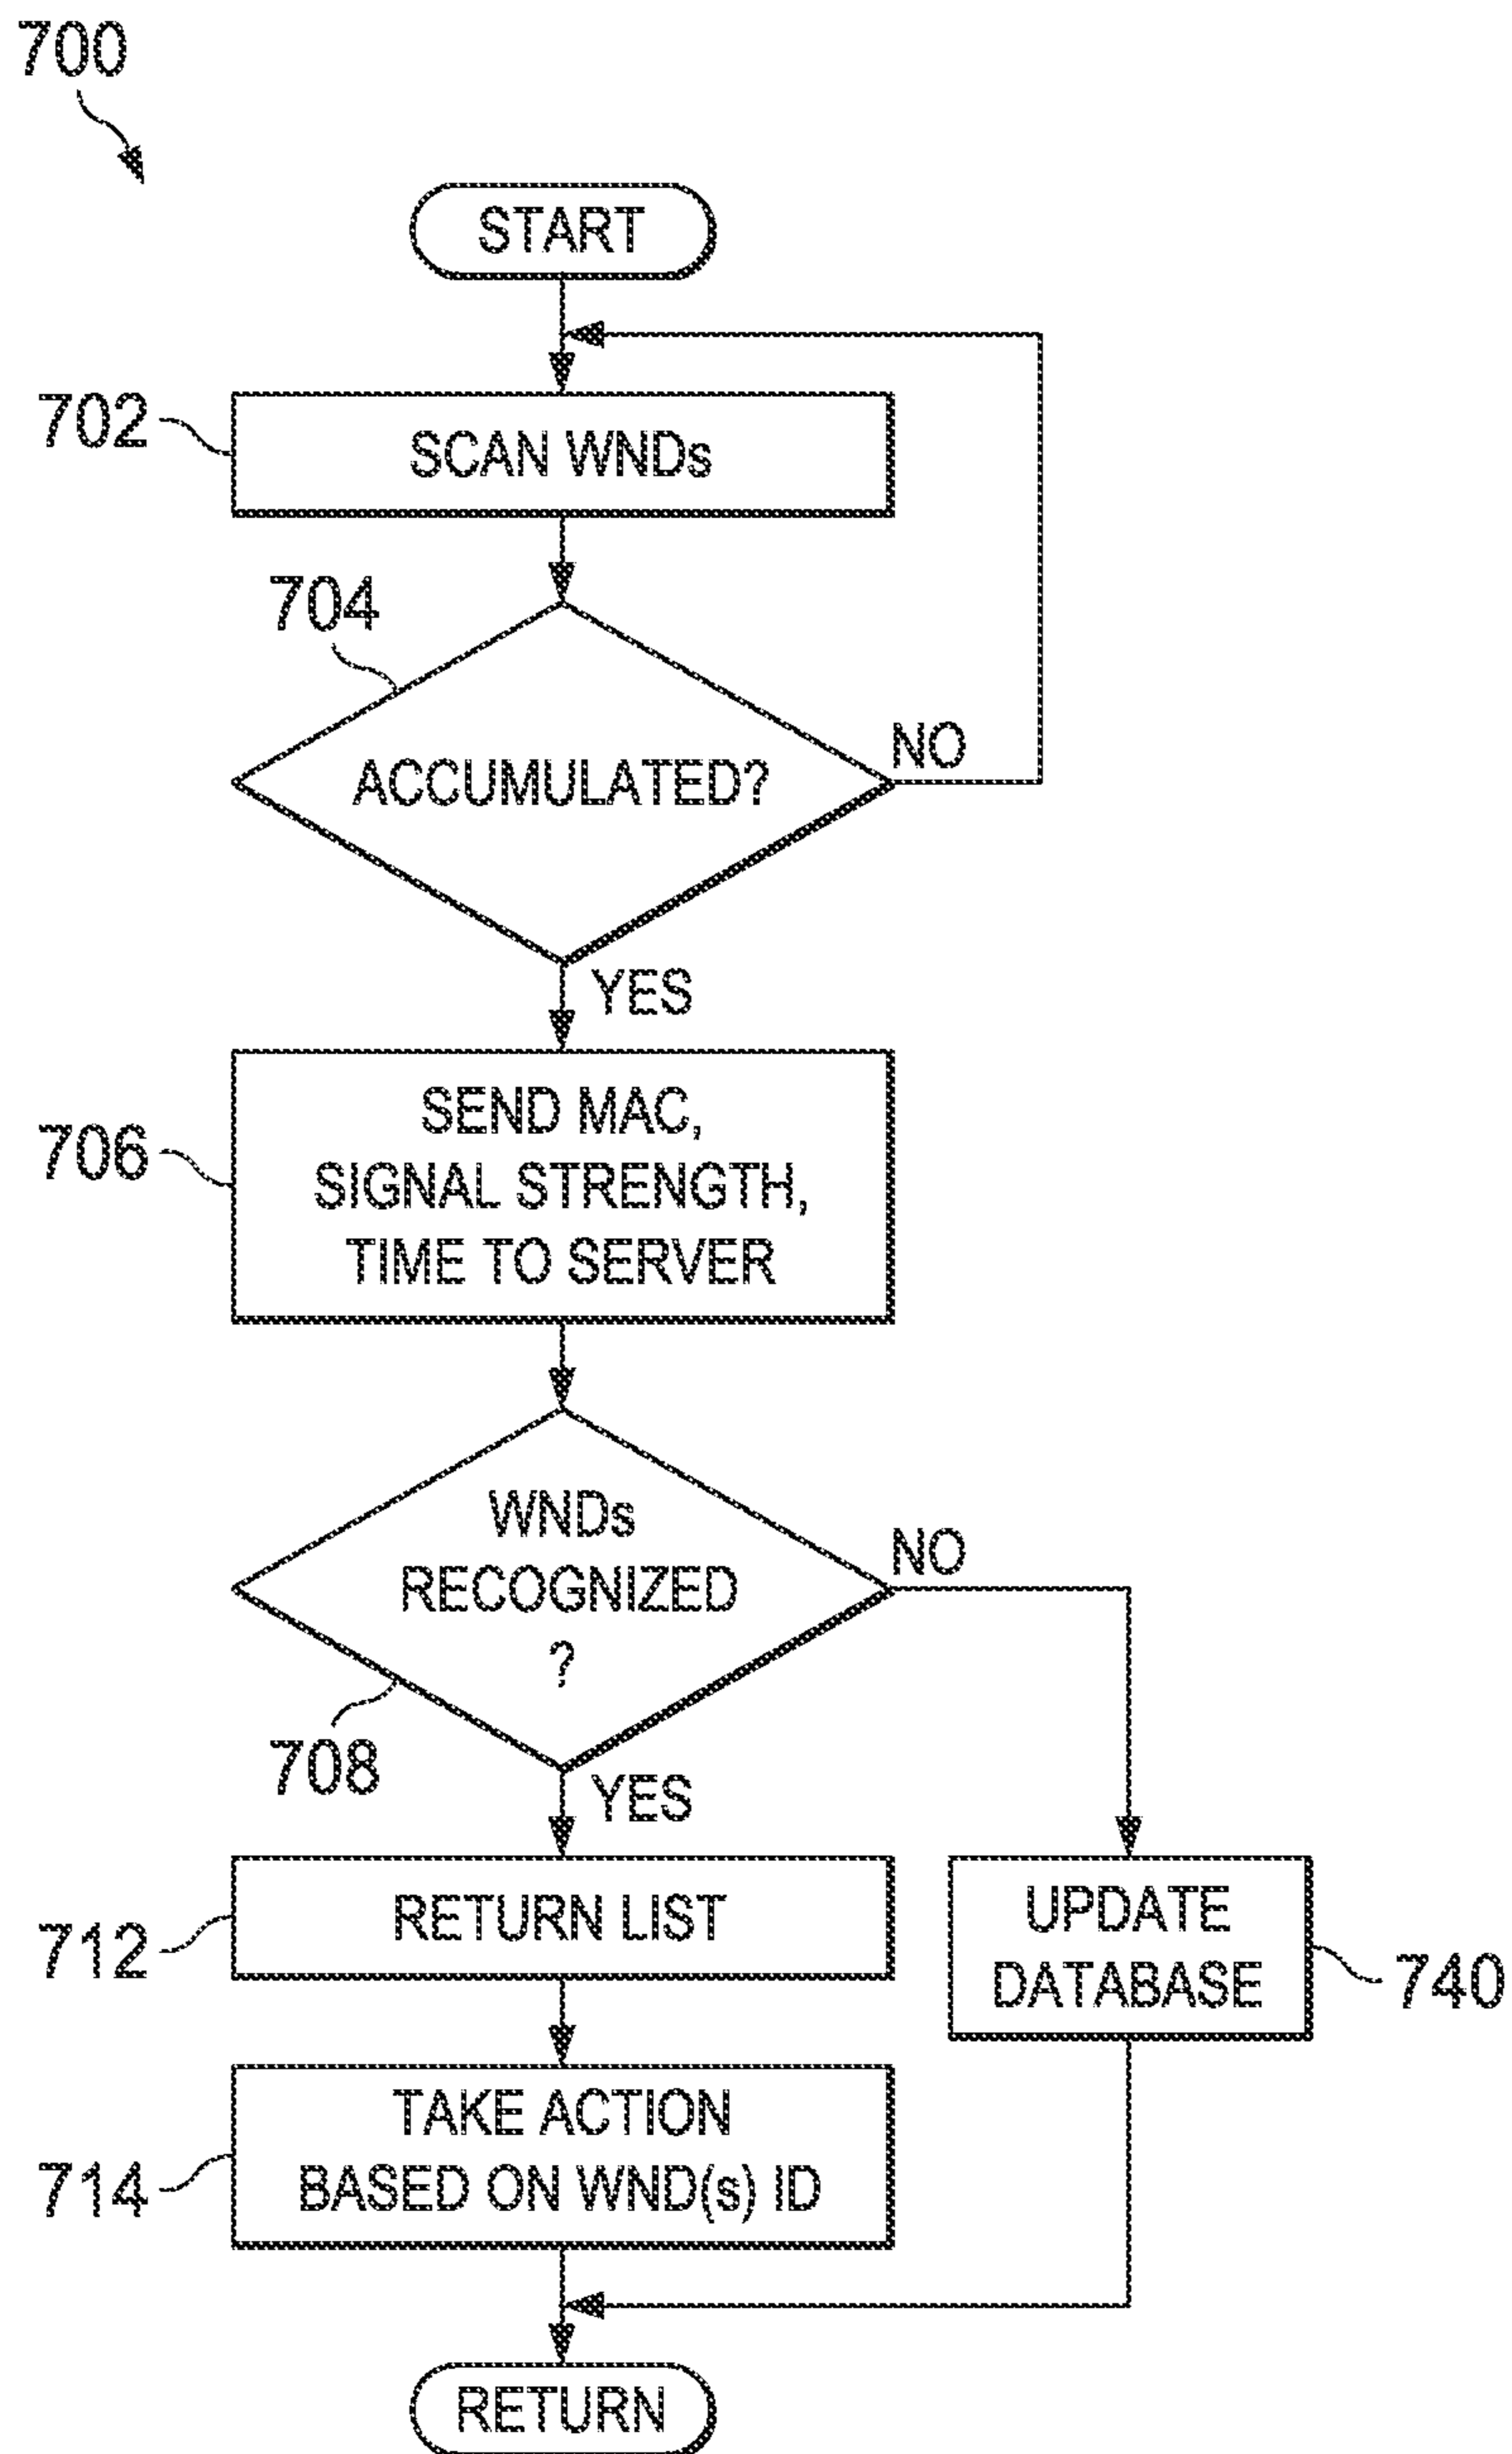 700
START
702
SCAN WNDs
704
ACCUMULATED?
NO
YES
706
SEND MAC,
SIGNAL STRENGTH,
TIME TO SERVER
WNDs
RECOGNIZED
?
NO
708
YES
712
RETURN LIST
UPDATE
DATABASE
740
714
TAKE ACTION
BASED ON WND(s) ID
RETURN